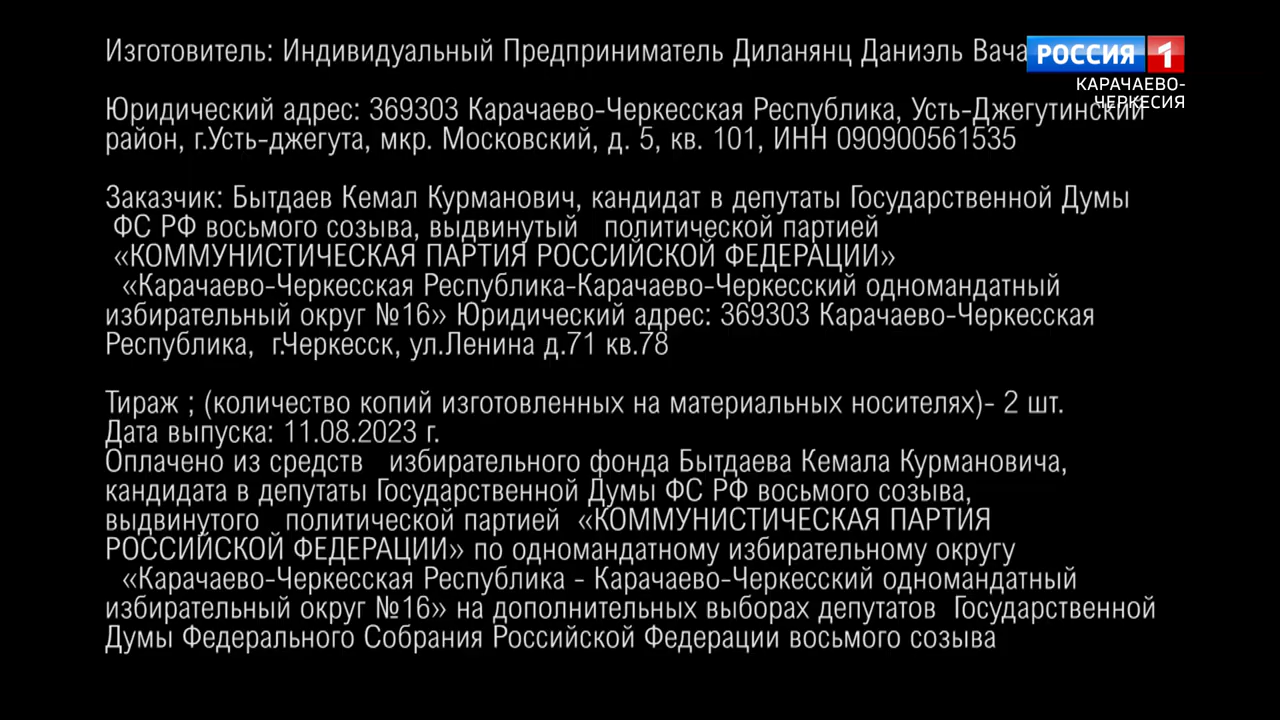 Изготовитель: Индивидуальный Предприниматель Диланянц Даниэль
РОССИЯ 1
КАРАЧАЕВО-
ЧЕРКЕСИЯ
Юридический адрес: 369303 Карачаево-Черкесская Республика, Усть-Джегутинский
район, г.Усть-джегута, мкр. Московский, д. 5, кв. 101, ИНН 090900561535
Заказчик: Бытдаев Кемал Курманович, кандидат в депутаты Государственной Думы
ФС РФ восьмого созыва, выдвинутый политической партией
«КОММУНИСТИЧЕСКАЯ ПАРТИЯ РОССИЙСКОЙ ФЕДЕРАЦИИ»
«Карачаево-Черкесская Республика-Карачаево-Черкесский одномандатный
избирательный округ №16» Юридический адрес: 369303 Карачаево-Черкесская
Республика, г.Черкесск, ул.Ленина д.71 кв.78
Тираж ; (количество копий изготовленных на материальных носителях)- 2 шт.
Дата выпуска: 11.08.2023 г.
Оплачено из средств избирательного фонда Бытдаева Кемала Курмановича,
кандидата в депутаты Государственной Думы ФС РФ восьмого созыва,
выдвинутого политической партией «КОММУНИСТИЧЕСКАЯ ПАРТИЯ
РОССИЙСКОЙ ФЕДЕРАЦИИ» по одномандатному избирательному округу
«Карачаево-Черкесская Республика - Карачаево-Черкесский одномандатный
избирательный округ №16» на дополнительных выборах депутатов Государственной
Думы Федерального Собрания Российской Федерации восьмого созыва